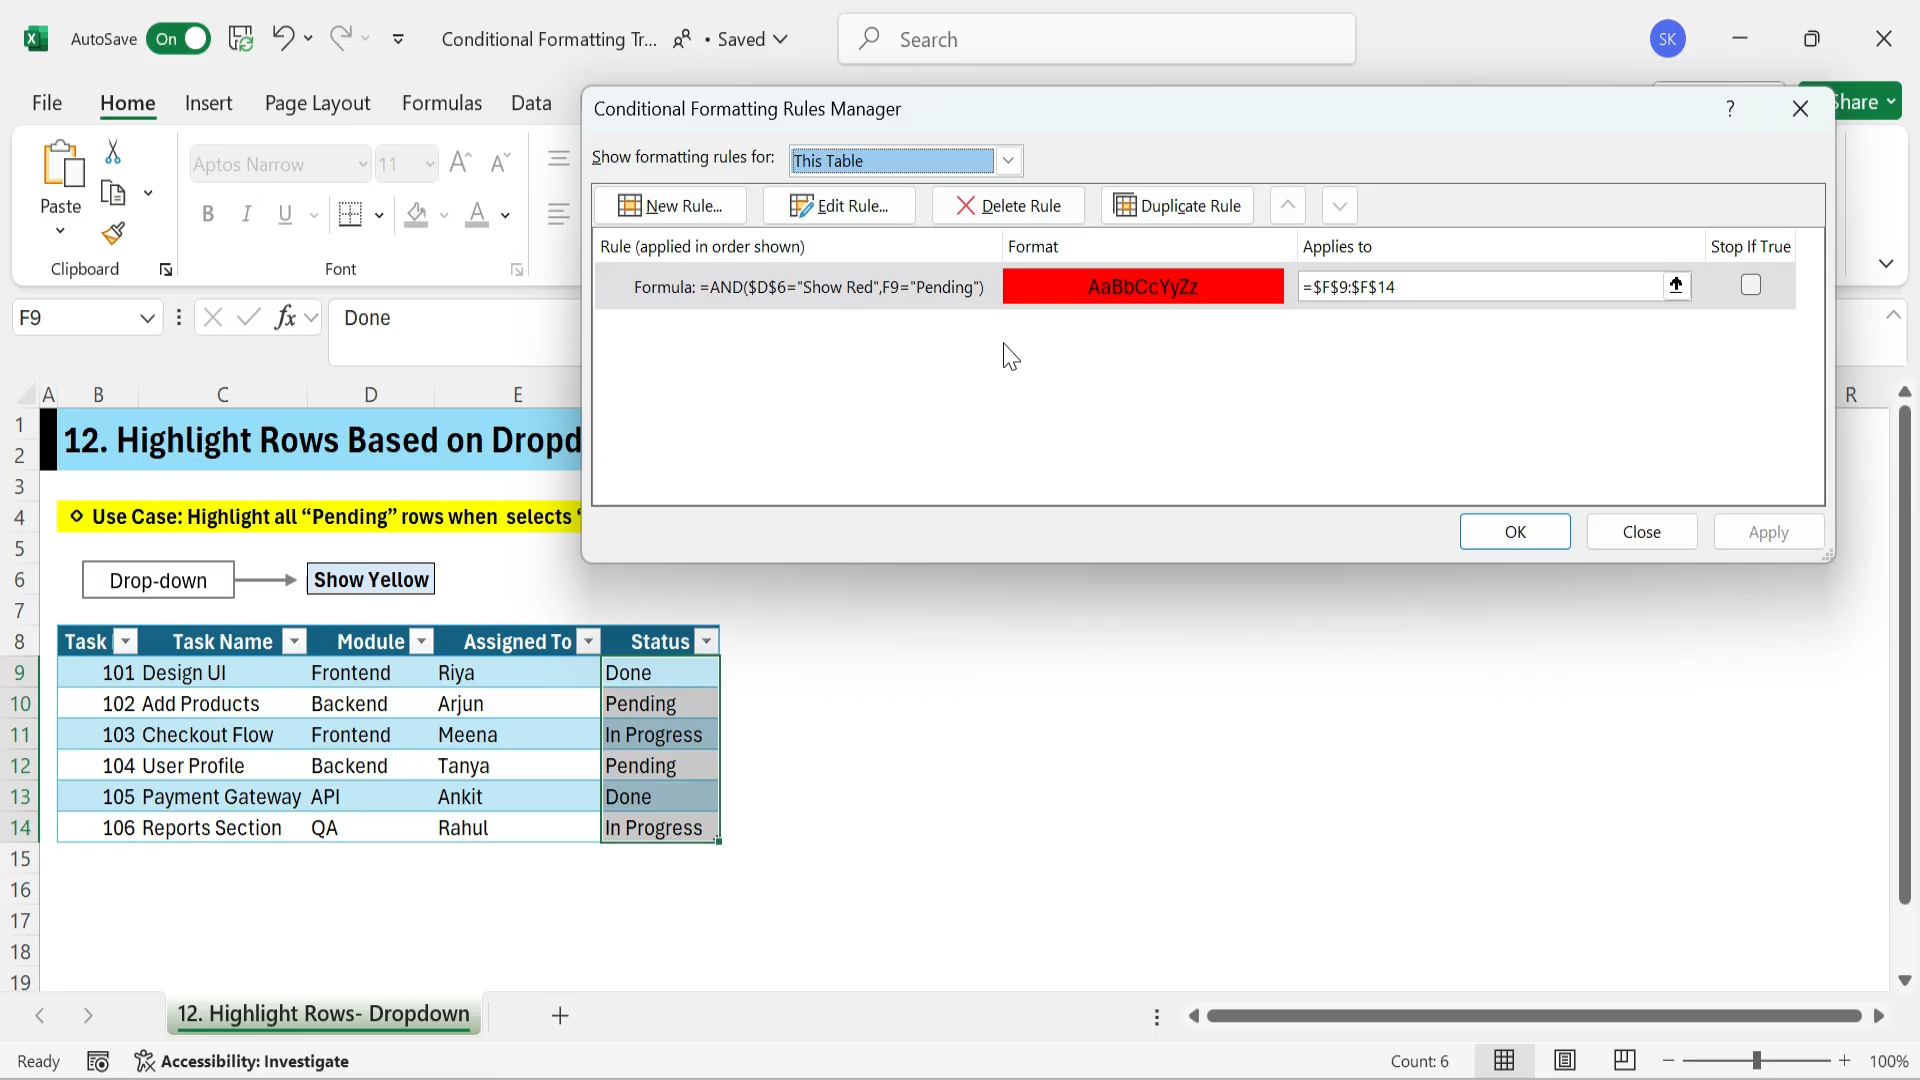 AutoSave On Conditional Formatting Tr... • Saved Search SK
File Home Insert Page Layout Formulas Data Share
Conditional Formatting Rules Manager ?
Show formatting rules for: This Table
New Rule... Edit Rule... Delete Rule Duplicate Rule
Rule (applied in order shown) Format Applies to Stop If True
Formula: =AND($D$6="Show Red",F9="Pending") AaBbCcYyZz =$F$9:$F$14
OK Close Apply
Paste Aptos Narrow 11 A A
B I U A
Clipboard Font
F9 fx Done
A B C D E R
1 12. Highlight Rows Based on Dropd
2
3
4 Use Case: Highlight all “Pending” rows when selects ‘
5
6 Drop-down Show Yellow
7
8 Task Task Name Module Assigned To Status
9 101 Design UI Frontend Riya Done
10 102 Add Products Backend Arjun Pending
11 103 Checkout Flow Frontend Meena In Progress
12 104 User Profile Backend Tanya Pending
13 105 Payment Gateway API Ankit Done
14 106 Reports Section QA Rahul In Progress
15
16
17
18
19
12. Highlight Rows- Dropdown
Ready Accessibility: Investigate Count: 6 100%